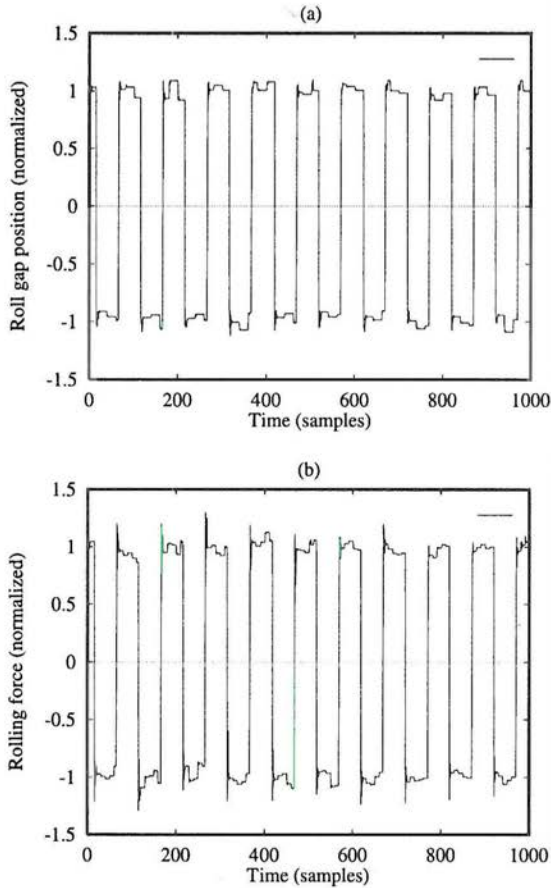 (a)
1.5
1
0.5
0
-0.5
-1
-1.5
Roll gap position (normalized)
0 200 400 600 800 1000
Time (samples)
(b)
1.5
1
0.5
0
-0.5
-1
-1.5
Rolling force (normalized)
0 200 400 600 800 1000
Time (samples)